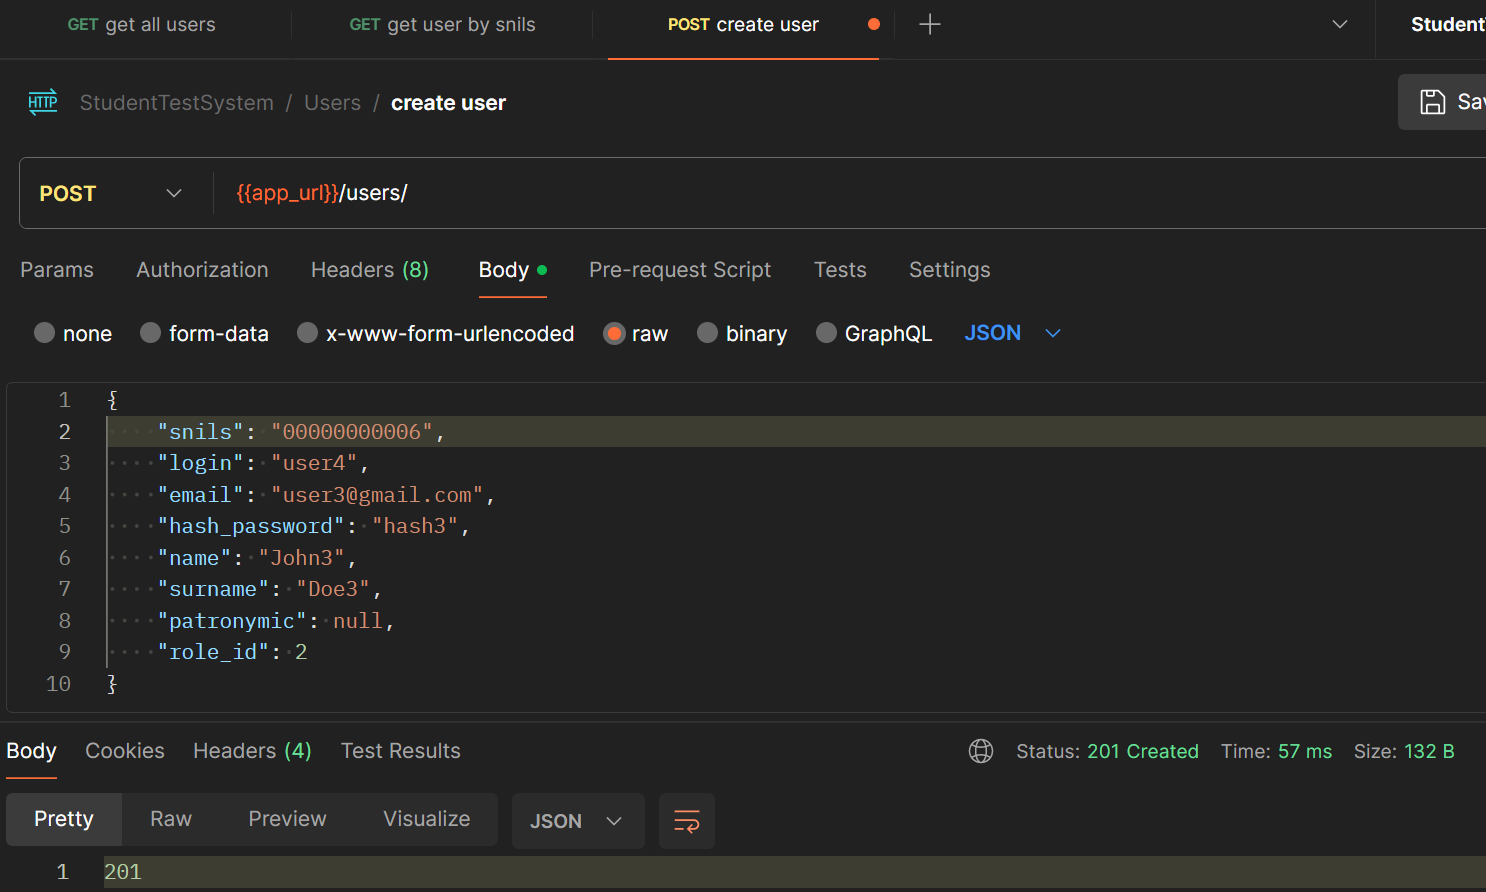 GET get all users GET get user by snils POST create user
Student
HTTP StudentTestSystem / Users / create user
Sav
POST {{app_url}}/users/
Params Authorization Headers (8) Body Pre-request Script Tests Settings
none form-data x-www-form-urlencoded raw binary GraphQL JSON
1 {
2 "snils": "00000000006",
3 "login": "user4",
4 "email": "user3@gmail.com",
5 "hash_password": "hash3",
6 "name": "John3",
7 "surname": "Doe3",
8 "patronymic": null,
9 "role_id": 2
10 }
Body Cookies Headers (4) Test Results Status: 201 Created Time: 57 ms Size: 132 B
Pretty Raw Preview Visualize JSON
1 201